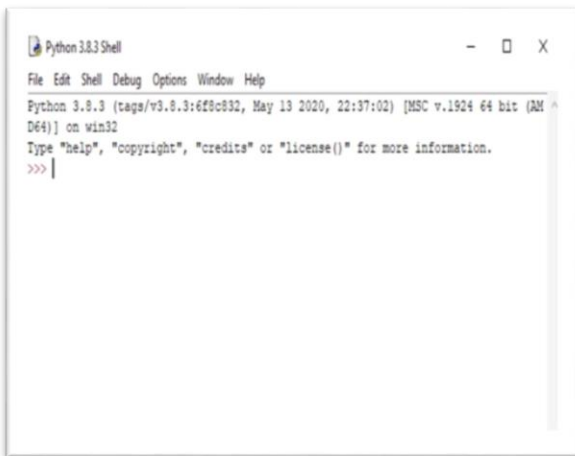 Python 3.8.3 Shell
File Edit Shell Debug Options Window Help
Python 3.8.3 (tags/v3.8.3:6f8c832, May 13 2020, 22:37:02) [MSC v.1924 64 bit (AM
D64)] on win32
Type "help", "copyright", "credits" or "license()" for more information.
>>>